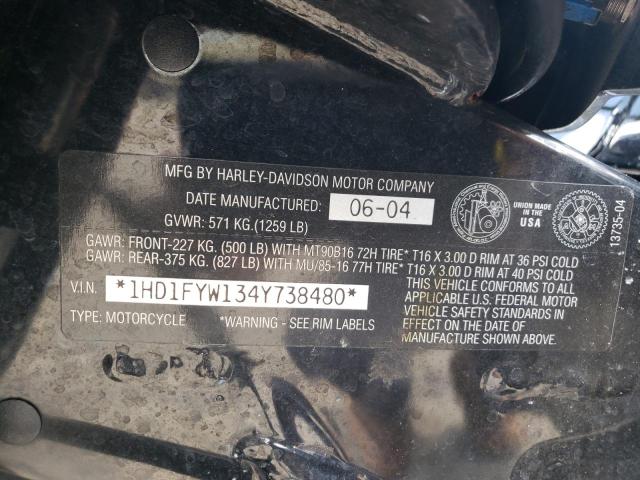 MFG BY HARLEY-DAVIDSON MOTOR COMPANY
DATE MANUFACTURED: 06-04
GVWR: 571 KG.(1259 LB)
UNION MADE IN THE USA
13735-04
GAWR: FRONT-227 KG. (500 LB) WITH MT90B16 72H TIRE* T16 X 3.00 D RIM AT 36 PSI COLD
GAWR: REAR-375 KG. (827 LB) WITH MU/85-16 77H TIRE* T16 X 3.00 D RIM AT 40 PSI COLD
V.I.N. *1HD1FYW134Y738480*
TYPE: MOTORCYCLE *WARNING - SEE RIM LABELS
THIS VEHICLE CONFORMS TO ALL
APPLICABLE U.S. FEDERAL MOTOR
VEHICLE SAFETY STANDARDS IN
EFFECT ON THE DATE OF
MANUFACTURE SHOWN ABOVE.